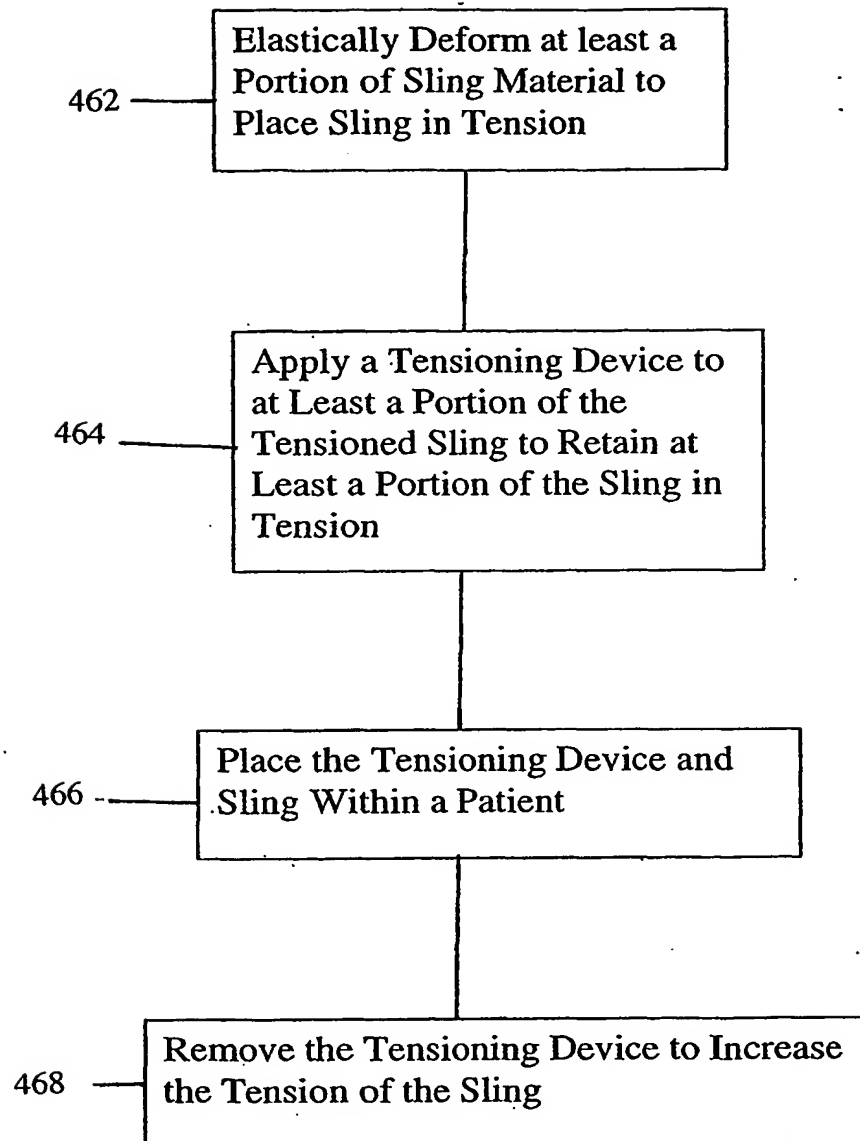 Elastically Deform at least a
Portion of Sling Material to
462
Place Sling in Tension
Apply a Tensioning Device to
at Least a Portion of the
464
Tensioned Sling to Retain at
Least a Portion of the Sling in
Tension
Place the Tensioning Device and
466
Sling Within a Patient
Remove the Tensioning Device to Increase
468
the Tension of the Sling